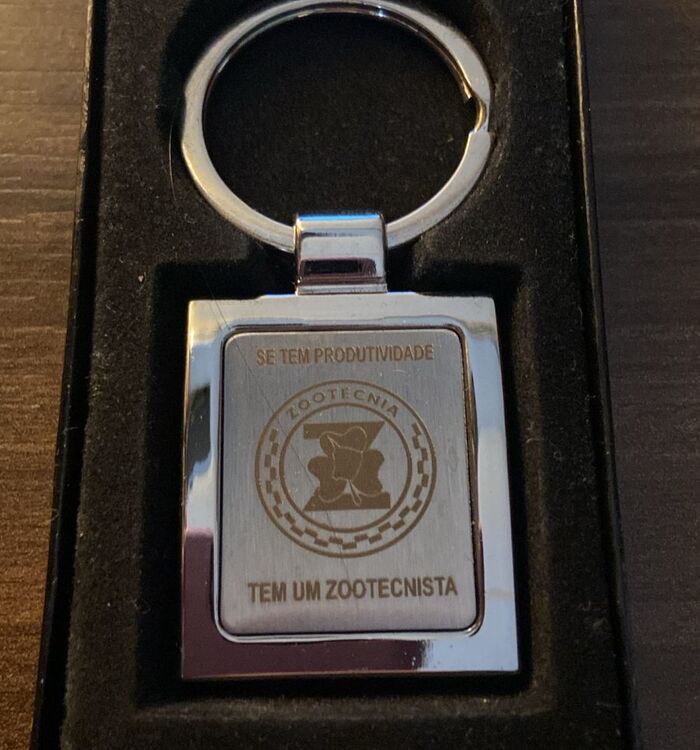 SE TEM PRODUTIVIDADE
ZOOTECNIA
Z
TEM UM ZOOTECNISTA